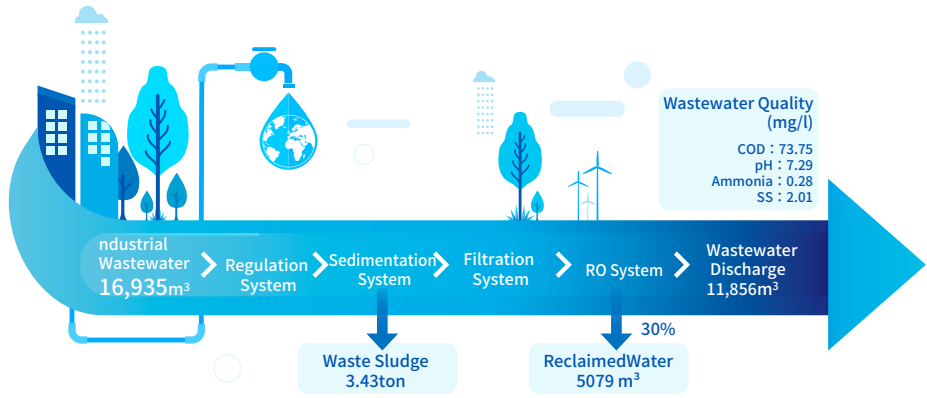 Wastewater Quality
(mg/l)
COD：73.75
pH：7.29
Ammonia：0.28
SS：2.01
ndustrial
Wastewater
16,935m³
Regulation
System
Sedimentation
System
Filtration
System
RO System
Wastewater
Discharge
11,856m³
30%
Waste Sludge
3.43ton
ReclaimedWater
5079 m³